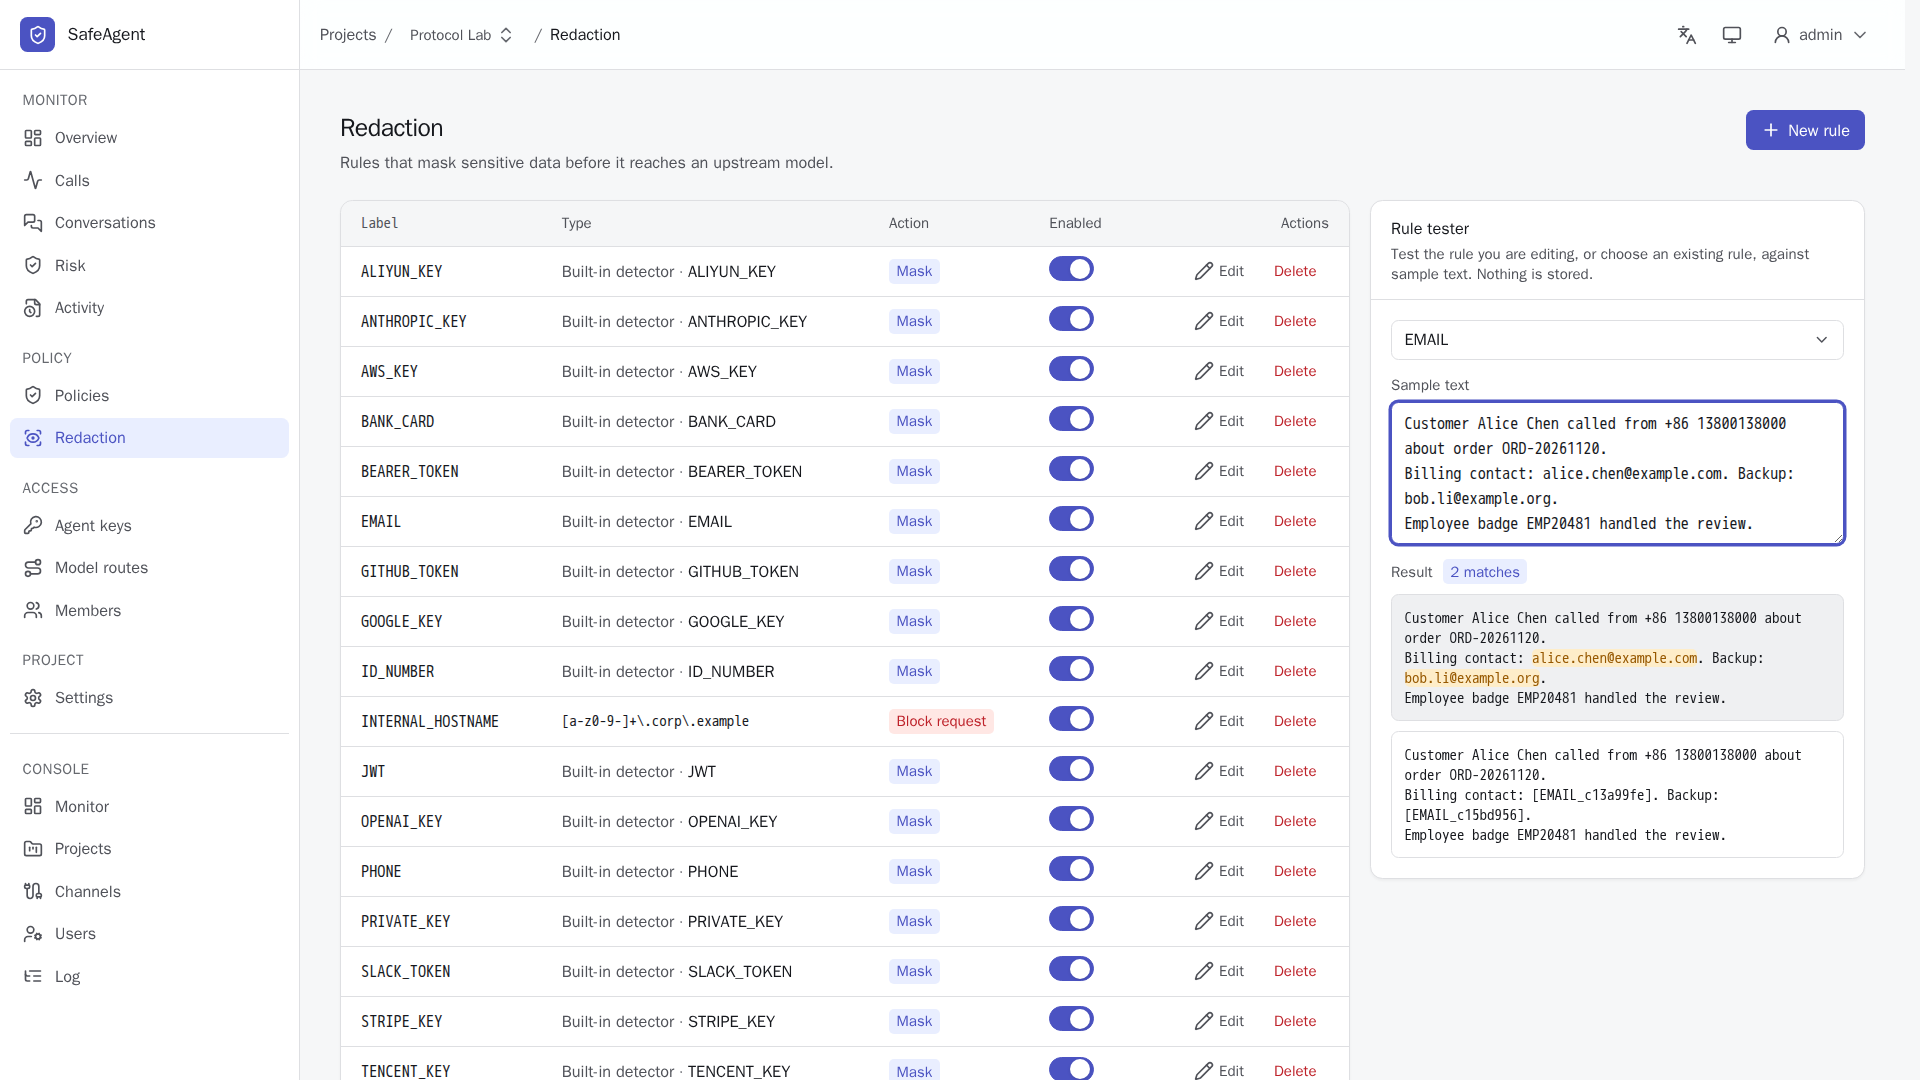 SafeAgent
Projects / Protocol Lab / Redaction
admin
MONITOR
Overview
Calls
Conversations
Risk
Activity
POLICY
Policies
Redaction
ACCESS
Agent keys
Model routes
Members
PROJECT
Settings
CONSOLE
Monitor
Projects
Channels
Users
Log
Redaction
Rules that mask sensitive data before it reaches an upstream model.
New rule
Label Type Action Enabled Actions
ALIYUN_KEY Built-in detector · ALIYUN_KEY Mask Edit Delete
ANTHROPIC_KEY Built-in detector · ANTHROPIC_KEY Mask Edit Delete
AWS_KEY Built-in detector · AWS_KEY Mask Edit Delete
BANK_CARD Built-in detector · BANK_CARD Mask Edit Delete
BEARER_TOKEN Built-in detector · BEARER_TOKEN Mask Edit Delete
EMAIL Built-in detector · EMAIL Mask Edit Delete
GITHUB_TOKEN Built-in detector · GITHUB_TOKEN Mask Edit Delete
GOOGLE_KEY Built-in detector · GOOGLE_KEY Mask Edit Delete
ID_NUMBER Built-in detector · ID_NUMBER Mask Edit Delete
INTERNAL_HOSTNAME [a-z0-9-]+\.corp\.example Block request Edit Delete
JWT Built-in detector · JWT Mask Edit Delete
OPENAI_KEY Built-in detector · OPENAI_KEY Mask Edit Delete
PHONE Built-in detector · PHONE Mask Edit Delete
PRIVATE_KEY Built-in detector · PRIVATE_KEY Mask Edit Delete
SLACK_TOKEN Built-in detector · SLACK_TOKEN Mask Edit Delete
STRIPE_KEY Built-in detector · STRIPE_KEY Mask Edit Delete
TENCENT_KEY Built-in detector · TENCENT_KEY Mask Edit Delete
Rule tester
Test the rule you are editing, or choose an existing rule, against
sample text. Nothing is stored.
EMAIL
Sample text
Customer Alice Chen called from +86 13800138000
about order ORD-20261120.
Billing contact: alice.chen@example.com. Backup:
bob.li@example.org.
Employee badge EMP20481 handled the review.
Result 2 matches
Customer Alice Chen called from +86 13800138000 about
order ORD-20261120.
Billing contact: alice.chen@example.com. Backup:
bob.li@example.org.
Employee badge EMP20481 handled the review.
Customer Alice Chen called from +86 13800138000 about
order ORD-20261120.
Billing contact: [EMAIL_c13a99fe]. Backup:
[EMAIL_c15bd956].
Employee badge EMP20481 handled the review.